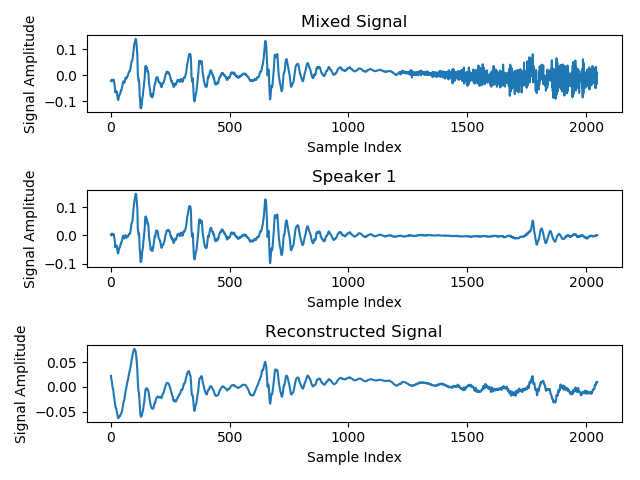 Mixed Signal
Signal Amplitude
0.1
0.0
−0.1
0 500 1000 1500 2000
Sample Index
Speaker 1
Signal Amplitude
0.1
0.0
−0.1
0 500 1000 1500 2000
Sample Index
Reconstructed Signal
Signal Amplitude
0.05
0.00
−0.05
0 500 1000 1500 2000
Sample Index